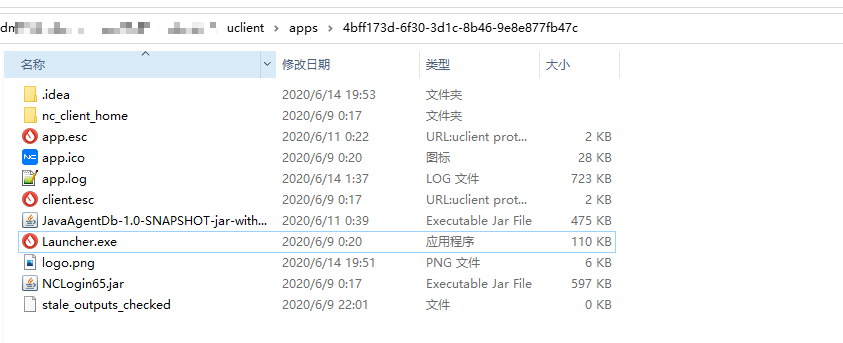 dn uclient › apps › 4bff173d-6f30-3d1c-8b46-9e8e877fb47c
名称 修改日期 类型 大小
.idea 2020/6/14 19:53 文件夹
nc_client_home 2020/6/9 0:17 文件夹
app.esc 2020/6/11 0:22 URL:uclient prot... 2 KB
app.ico 2020/6/9 0:20 图标 28 KB
app.log 2020/6/14 1:37 LOG 文件 723 KB
client.esc 2020/6/9 0:17 URL:uclient prot... 2 KB
JavaAgentDb-1.0-SNAPSHOT-jar-with... 2020/6/11 0:39 Executable Jar File 475 KB
Launcher.exe 2020/6/9 0:20 应用程序 110 KB
logo.png 2020/6/14 19:51 PNG 文件 6 KB
NCLogin65.jar 2020/6/9 0:17 Executable Jar File 597 KB
stale_outputs_checked 2020/6/9 22:01 文件 0 KB